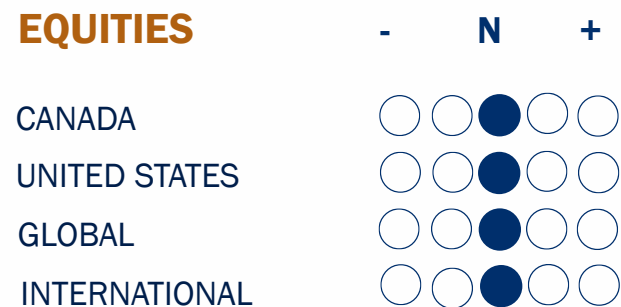 EQUITIES - N +
CANADA
UNITED STATES
GLOBAL
INTERNATIONAL